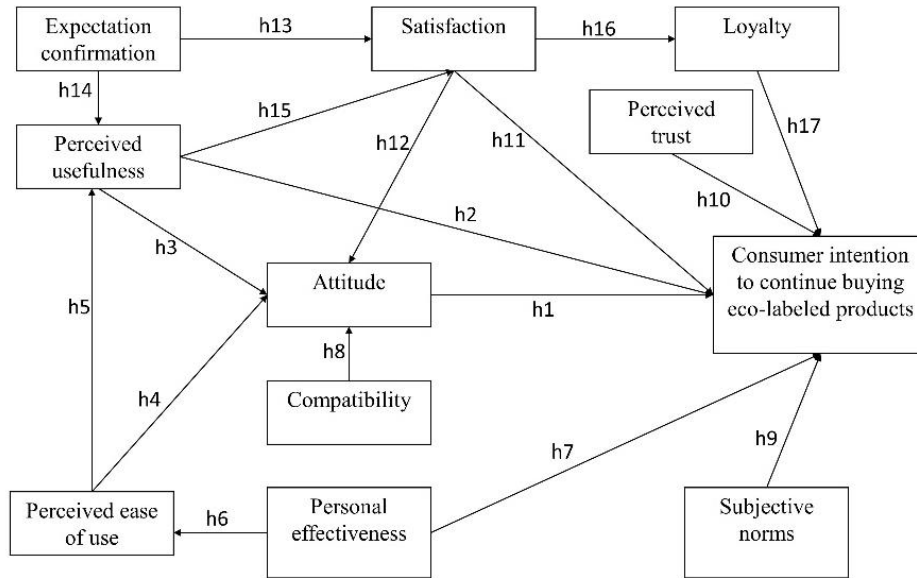 Expectation
confirmation
h13
Satisfaction
h16
Loyalty
h14
h15
h12
h11
Perceived
trust
h17
Perceived
usefulness
h10
h2
h3
Consumer intention
to continue buying
eco-labeled products
Attitude
h1
h5
h8
h4
Compatibility
h7
h9
Perceived ease
of use
h6
Personal
effectiveness
Subjective
norms